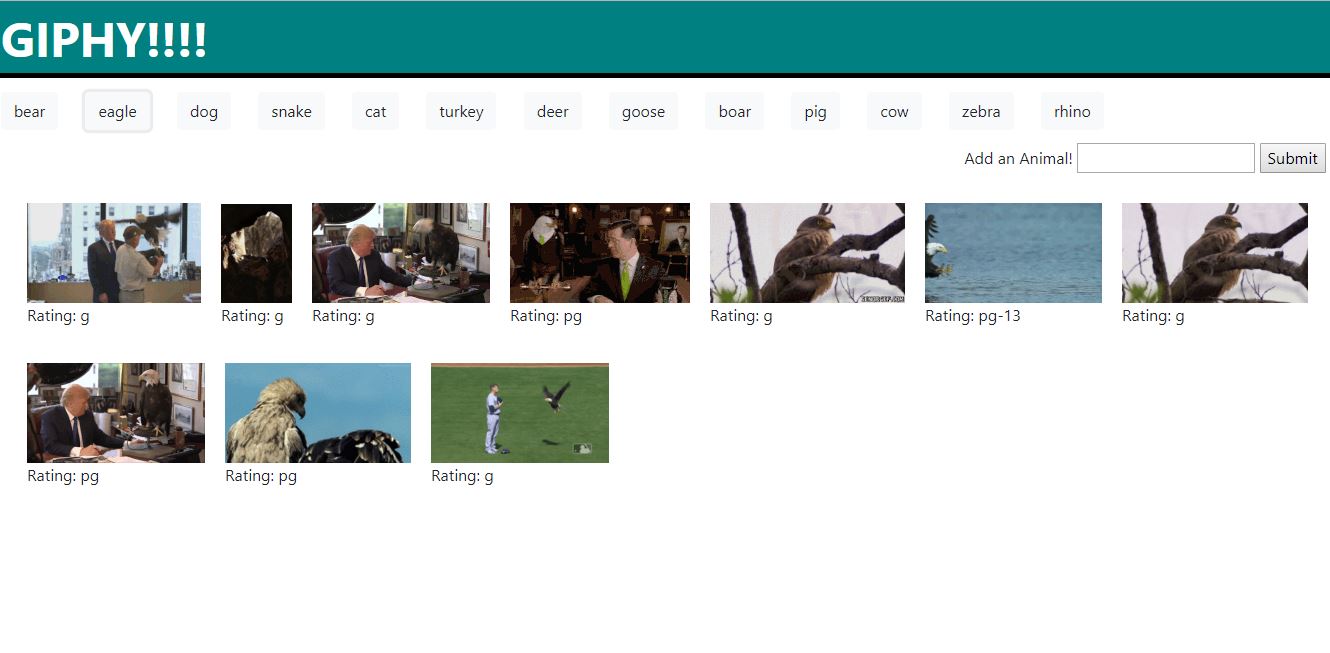 GIPHY!!!!
bear eagle dog snake cat turkey deer goose boar pig cow zebra rhino
Add an Animal! Submit
Rating: g Rating: g Rating: g Rating: pg Rating: g Rating: pg-13 Rating: g
Rating: pg Rating: pg Rating: g